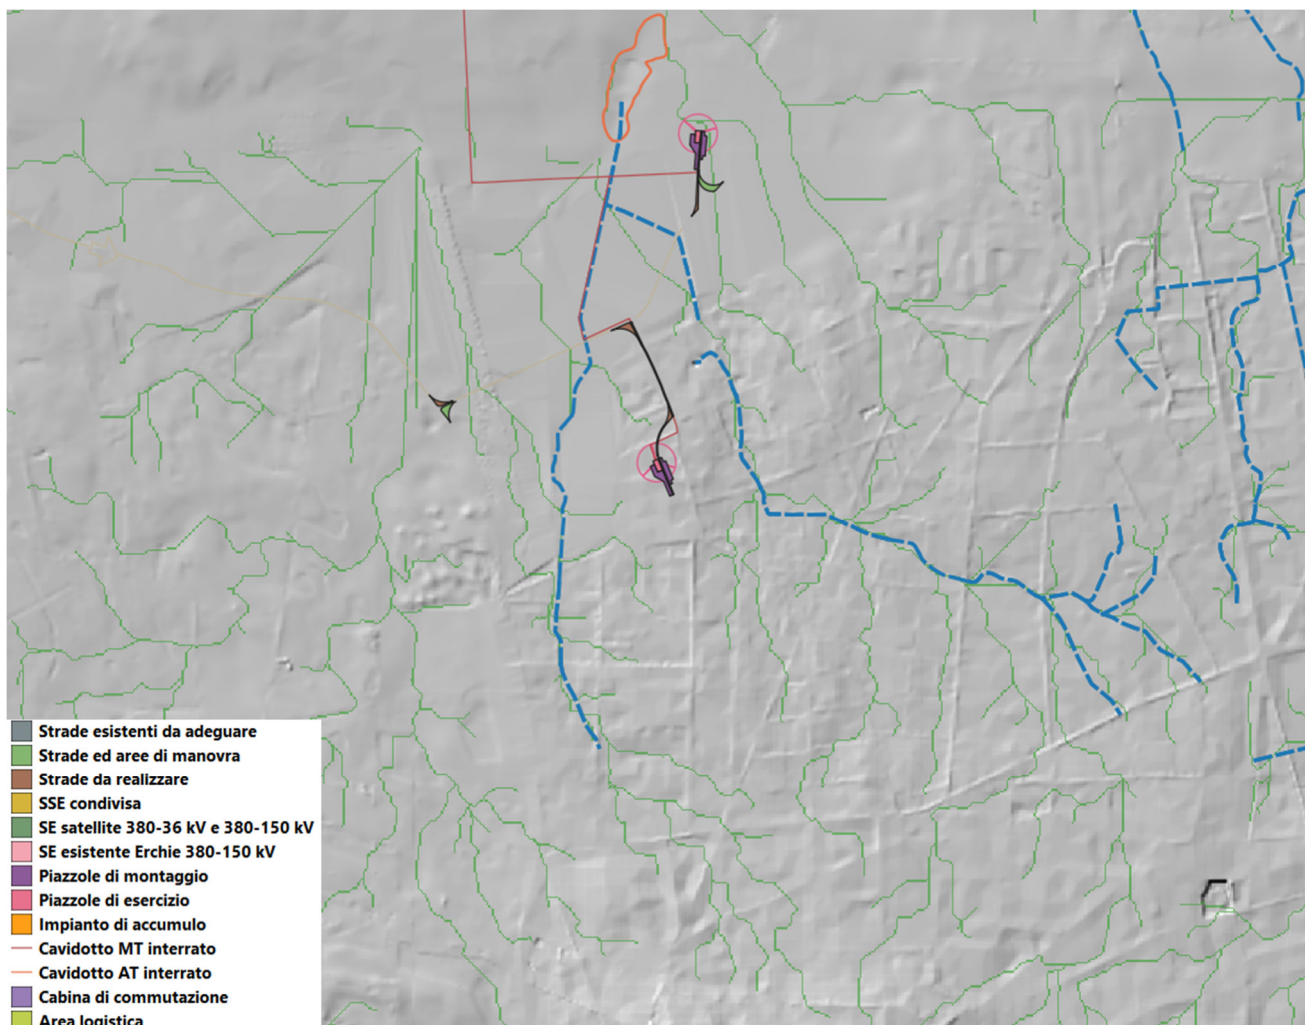 Strade esistenti da adeguare
Strade ed aree di manovra
Strade da realizzare
SSE condivisa
SE satellite 380-36 kV e 380-150 kV
SE esistente Erchie 380-150 kV
Piazzole di montaggio
Piazzole di esercizio
Impianto di accumulo
Cavidotto MT interrato
Cavidotto AT interrato
Cabina di commutazione
Area logistica